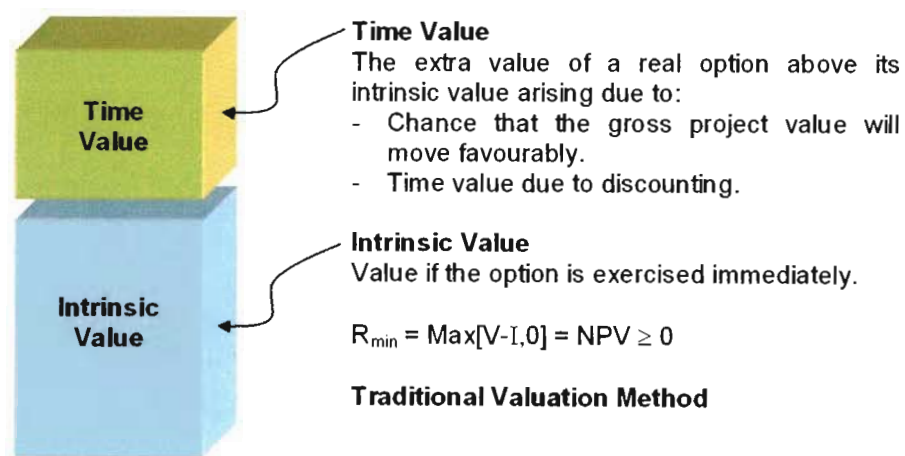 Time Value
The extra value of a real option above its
intrinsic value arising due to:
- Chance that the gross project value will
move favourably.
- Time value due to discounting.
Time
Value
Intrinsic Value
Value if the option is exercised immediately.
Rmin = Max[V-I,0] = NPV ≥ 0
Traditional Valuation Method
Intrinsic
Value